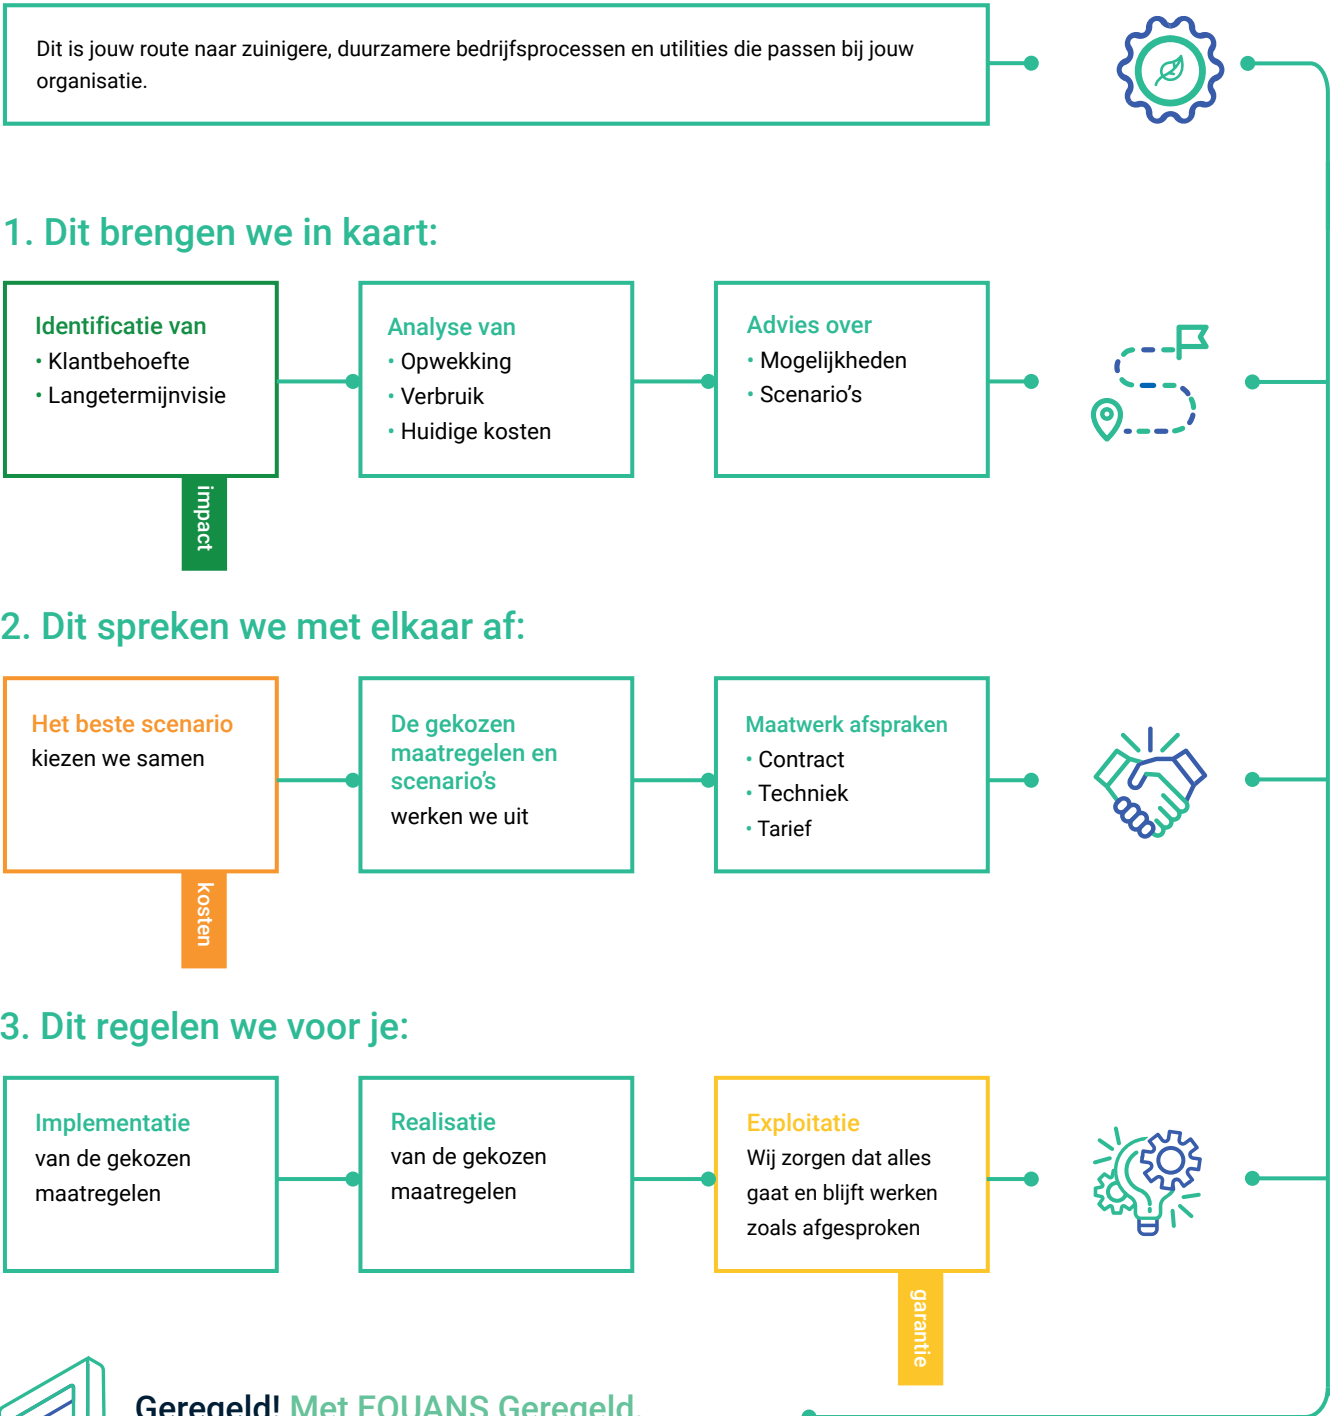 Dit is jouw route naar zuinigere, duurzamere bedrijfsprocessen en utilities die passen bij jouw
organisatie.
1. Dit brengen we in kaart:
Identificatie van
• Klantbehoefte
• Langetermijnvisie
impact
Analyse van
• Opwekking
• Verbruik
• Huidige kosten
Advies over
• Mogelijkheden
• Scenario’s
2. Dit spreken we met elkaar af:
Het beste scenario
kiezen we samen
kosten
De gekozen
maatregelen en
scenario’s
werken we uit
Maatwerk afspraken
• Contract
• Techniek
• Tarief
3. Dit regelen we voor je:
Implementatie
van de gekozen
maatregelen
Realisatie
van de gekozen
maatregelen
Exploitatie
Wij zorgen dat alles
gaat en blijft werken
zoals afgesproken
garantie
Geregeld! Met EQUANS Geregeld.